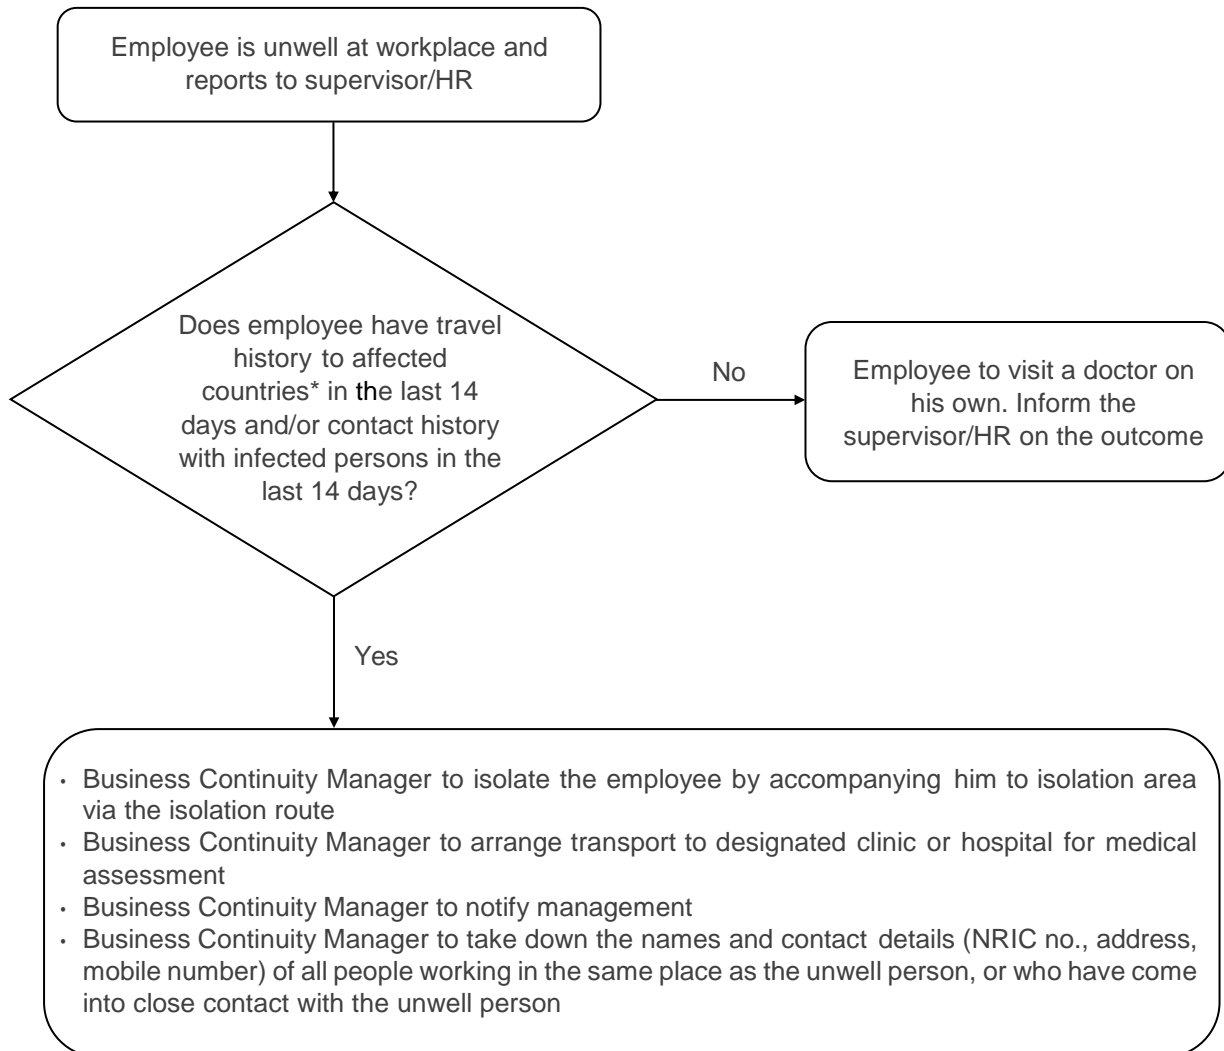 Employee is unwell at workplace and
reports to supervisor/HR
Does employee have travel
history to affected
countries* in the last 14
days and/or contact history
with infected persons in the
last 14 days?
No
Employee to visit a doctor on
his own. Inform the
supervisor/HR on the outcome
Yes
• Business Continuity Manager to isolate the employee by accompanying him to isolation area
via the isolation route
• Business Continuity Manager to arrange transport to designated clinic or hospital for medical
assessment
• Business Continuity Manager to notify management
• Business Continuity Manager to take down the names and contact details (NRIC no., address,
mobile number) of all people working in the same place as the unwell person, or who have come
into close contact with the unwell person